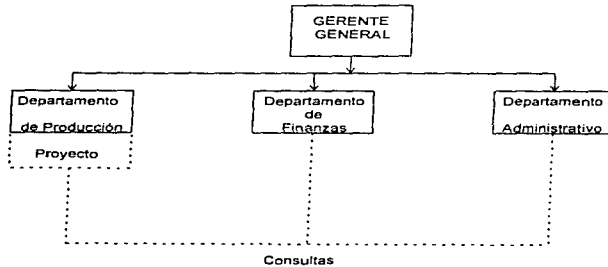 GERENTE
GENERAL
Departamento
de Producción
Proyecto
Departamento
de
Finanzas
Departamento
Administrativo
Consultas